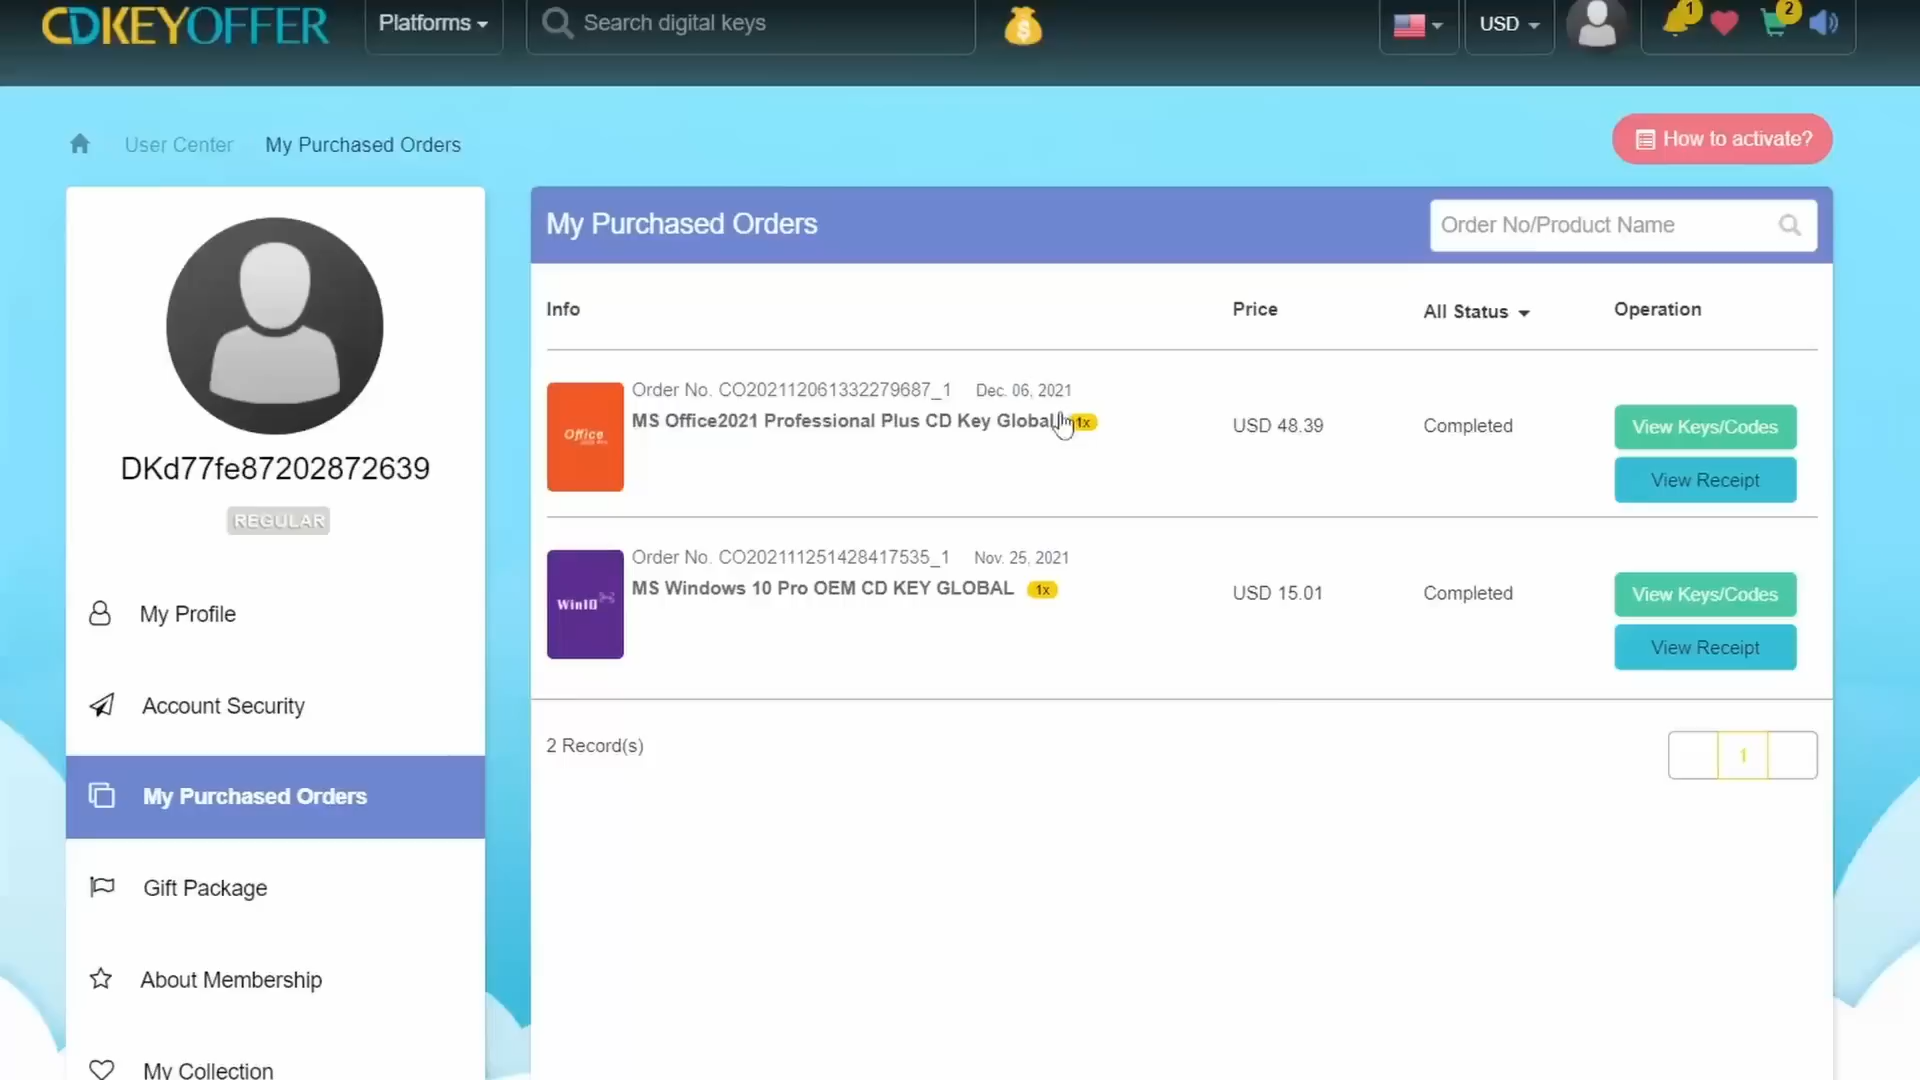 CDKEYOFFER
Platforms
Search digital keys
USD
1
2
User Center
My Purchased Orders
How to activate?
My Purchased Orders
Order No/Product Name
Info
Price
All Status
Operation
Office
Order No. CO202112061332279687_1
Dec. 06, 2021
MS Office2021 Professional Plus CD Key Global
1x
USD 48.39
Completed
View Keys/Codes
View Receipt
Win10
Order No. CO202111251428417535_1
Nov. 25, 2021
MS Windows 10 Pro OEM CD KEY GLOBAL
1x
USD 15.01
Completed
View Keys/Codes
View Receipt
2 Record(s)
1
DKd77fe87202872639
REGULAR
My Profile
Account Security
My Purchased Orders
Gift Package
About Membership
My Collection